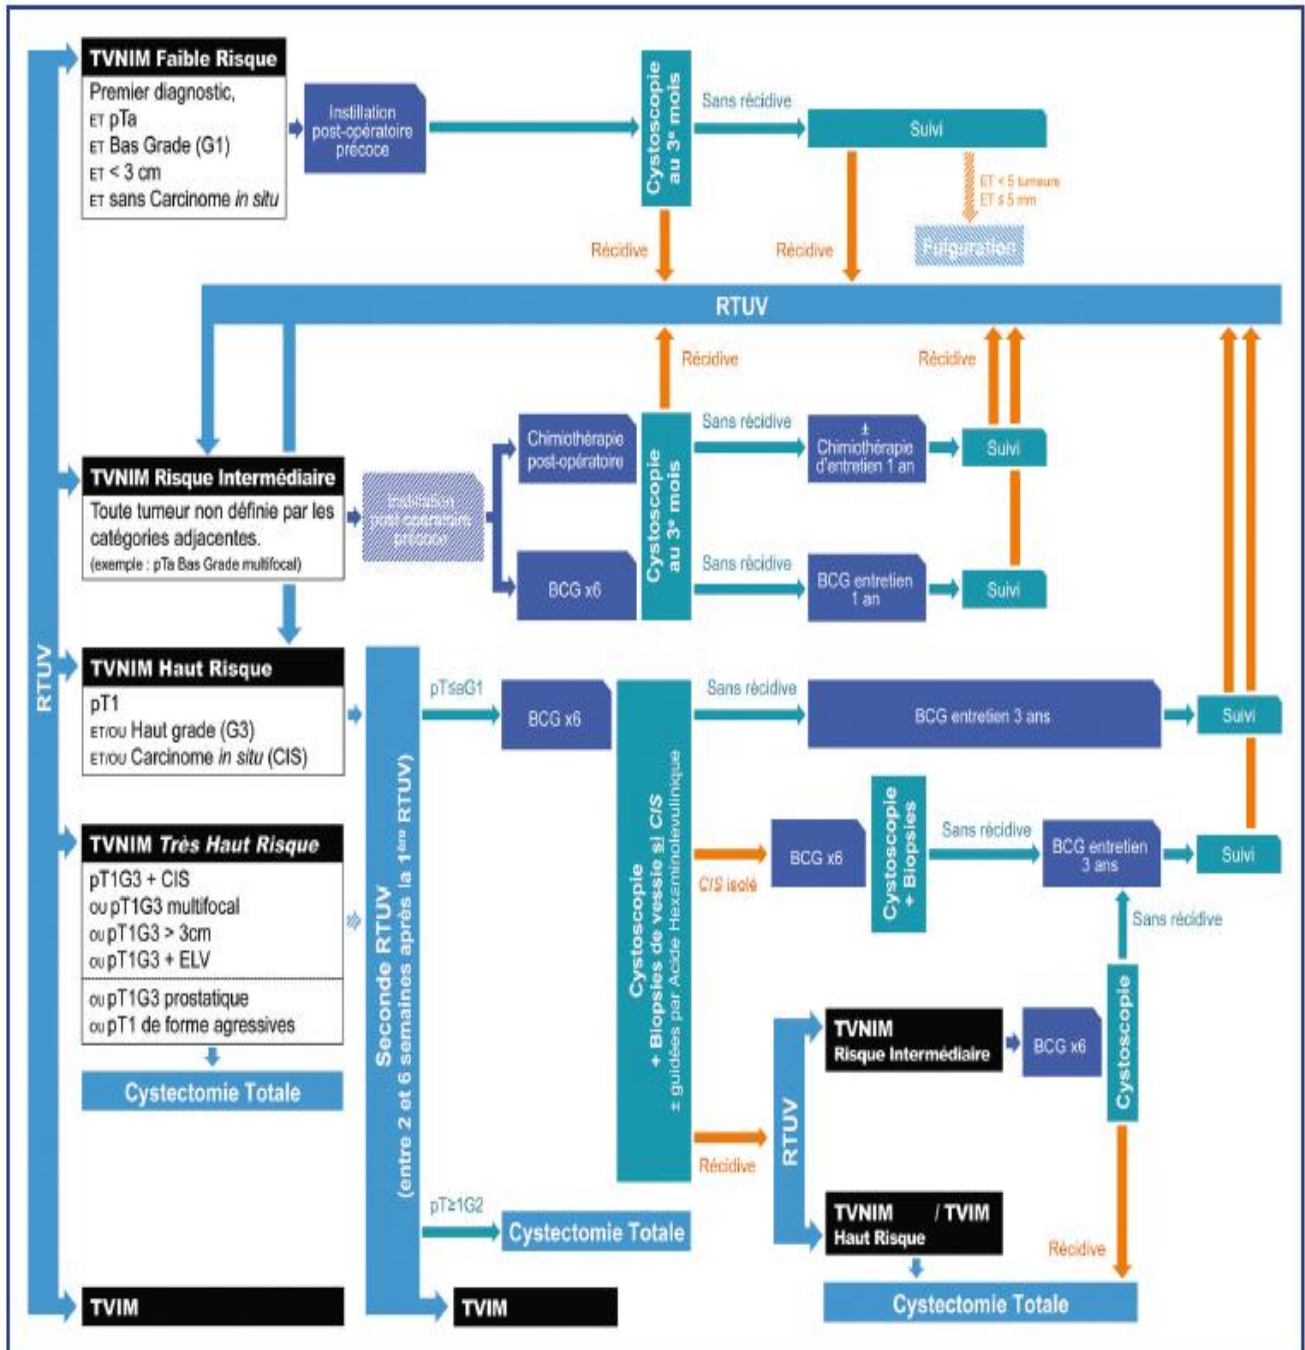 TVNIM Faible Risque
Premier diagnostic,
ET pTa
ET Bas Grade (G1)
ET < 3 cm
ET sans Carcinome in situ
Instillation
post-opératoire
précoce
Cystoscopie
au 3e mois
Sans récidive
Suivi
ET < 5 tumeurs
ET ≤ 5 mm
Fulguration
Récidive
Récidive
RTUV
RTUV
Récidive
Récidive
TVNIM Risque Intermédiaire
Toute tumeur non définie par les
catégories adjacentes.
(exemple : pTa Bas Grade multifocal)
Instillation
post-opératoire
précoce
Chimiothérapie
post-opératoire
BCG x6
Cystoscopie
au 3e mois
Sans récidive
±
Chimiothérapie
d'entretien 1 an
Suivi
Sans récidive
BCG entretien
1 an
Suivi
TVNIM Haut Risque
pT1
ET/OU Haut grade (G3)
ET/OU Carcinome in situ (CIS)
TVNIM Très Haut Risque
pT1G3 + CIS
OU pT1G3 multifocal
OU pT1G3 > 3cm
OU pT1G3 + ELV
OU pT1G3 prostatique
OU pT1 de forme agressives
Cystectomie Totale
TVIM
Seconde RTUV
(entre 2 et 6 semaines après la 1ère RTUV)
pT≤aG1
BCG x6
pT≥1G2
Cystectomie Totale
TVIM
Cystoscopie
+ Biopsies de vessie si CIS
± guidées par Acide Hexaminolevulinique
Sans récidive
BCG entretien 3 ans
Suivi
CIS isolé
BCG x6
Cystoscopie
+ Biopsies
Sans récidive
BCG entretien
3 ans
Suivi
Sans récidive
Récidive
RTUV
TVNIM
Risque Intermédiaire
BCG x6
Cystoscopie
TVNIM / TVIM
Haut Risque
Récidive
Cystectomie Totale